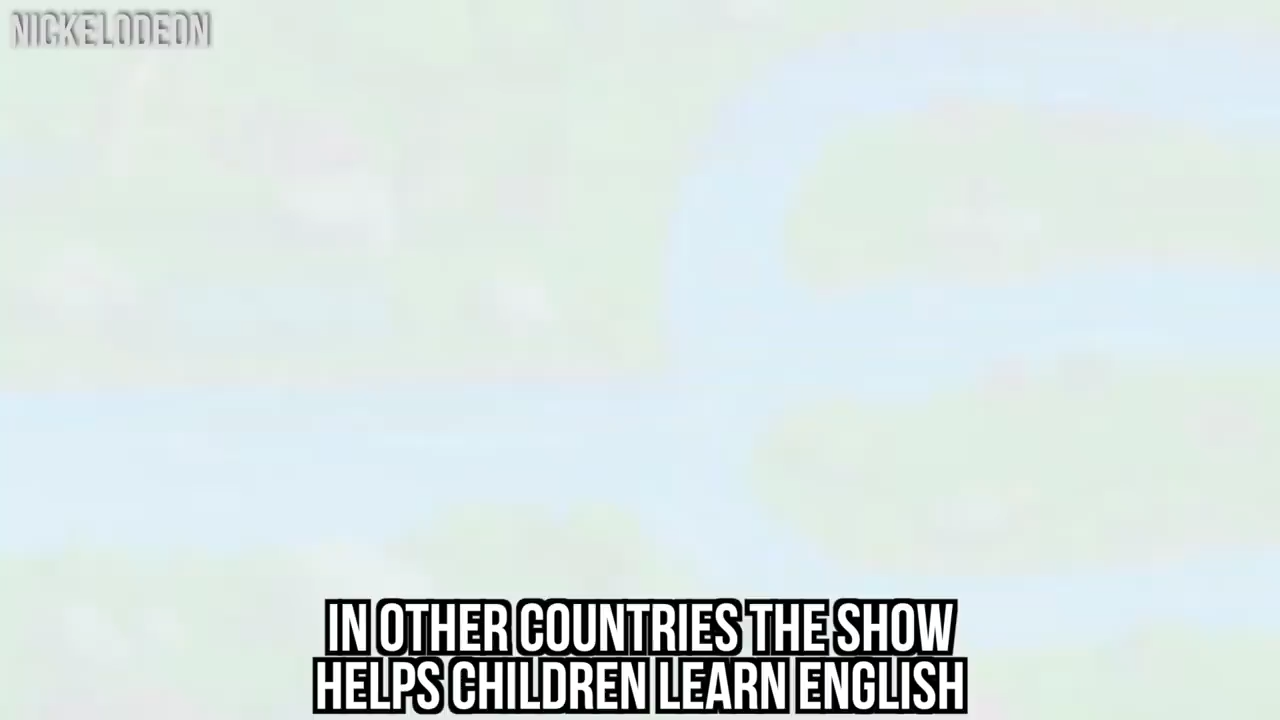 NICKELODEON
IN OTHER COUNTRIES THE SHOW
HELPS CHILDREN LEARN ENGLISH